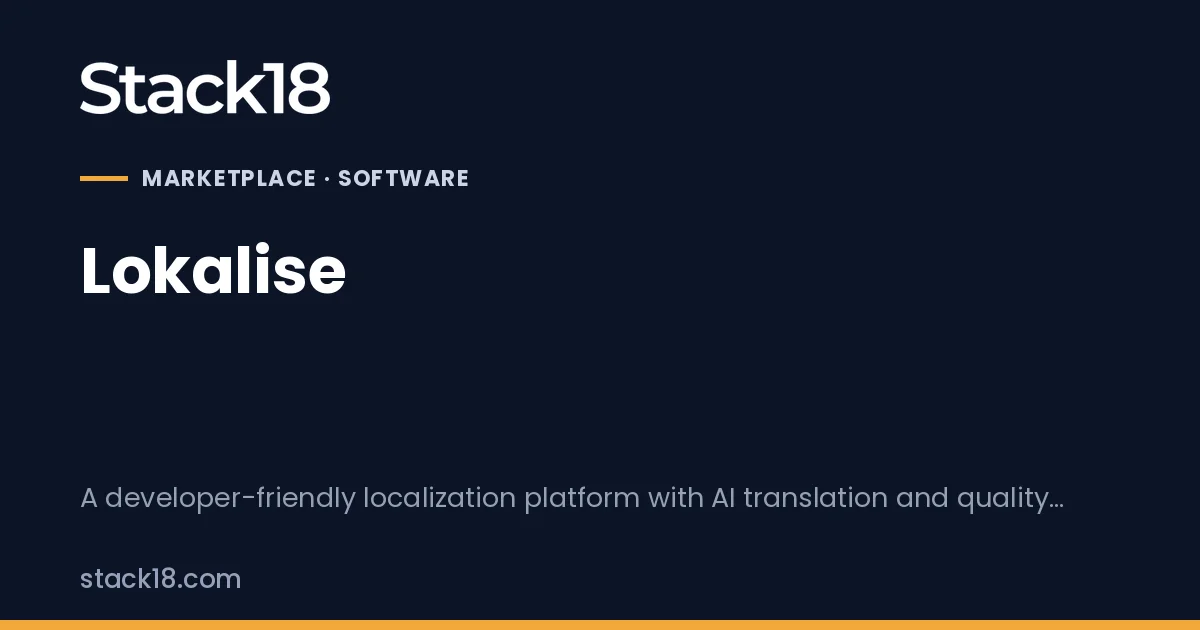 Stack18
MARKETPLACE · SOFTWARE
Lokalise
A developer-friendly localization platform with AI translation and quality...
stack18.com